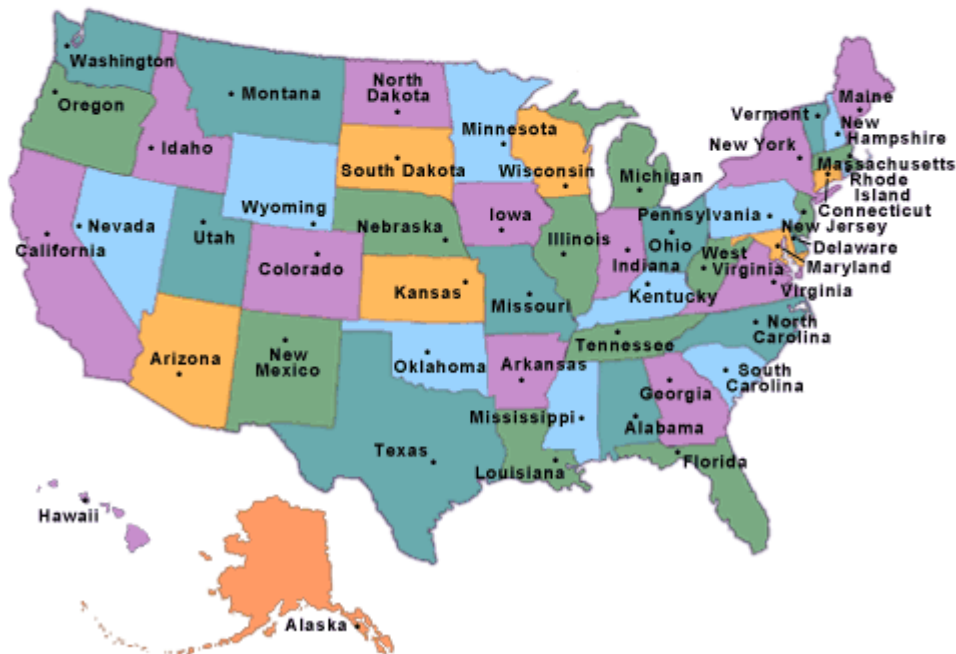 Washington
Oregon
Montana
North
Dakota
Idaho
Minnesota
South Dakota
Wisconsin
Michigan
Vermont
Maine
New
Hampshire
New York
Massachusetts
Rhode
Island
Connecticut
Wyoming
Nevada
California
Utah
Colorado
Nebraska
Iowa
Illinois
Indiana
Ohio
Pennsylvania
New Jersey
Delaware
Maryland
West
Virginia
Virginia
Kansas
Missouri
Kentucky
Arizona
New
Mexico
Oklahoma
Arkansas
Tennessee
North
Carolina
South
Carolina
Georgia
Alabama
Mississippi
Texas
Louisiana
Florida
Hawaii
Alaska